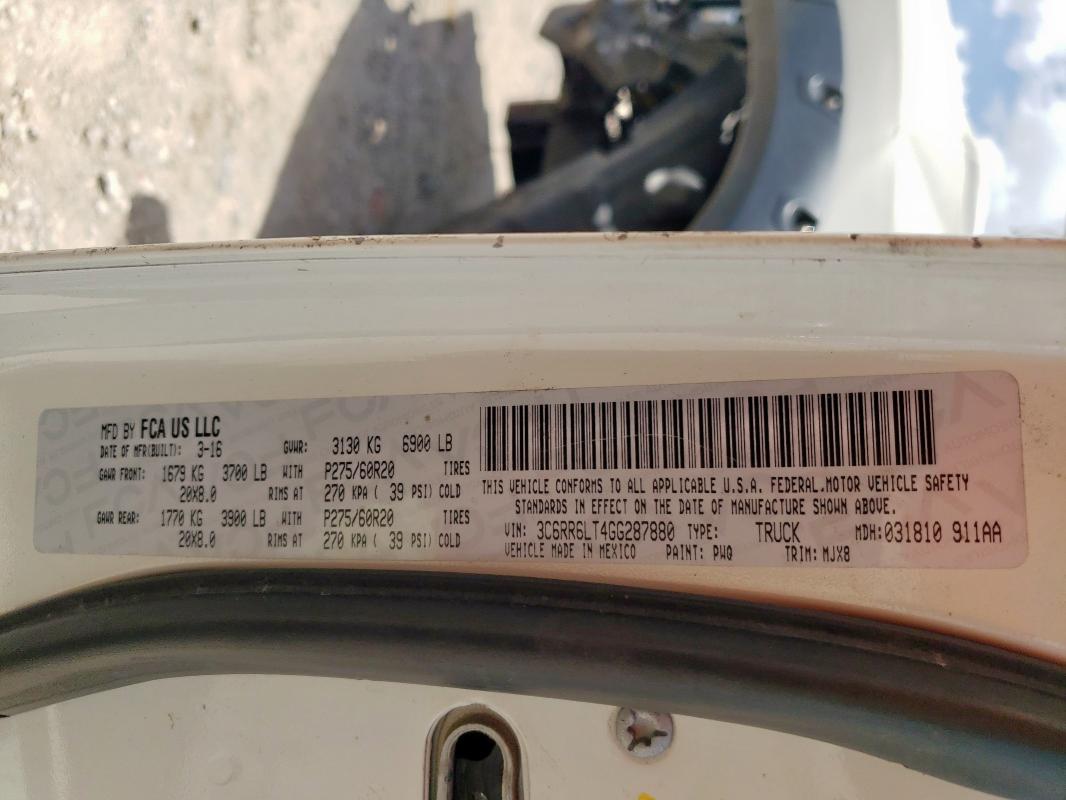 MFD BY FCA US LLC
DATE OF MFR(BUILT): 3-16 GVWR: 3130 KG 6900 LB
GAWR FRONT: 1679 KG 3700 LB WITH P275/60R20 TIRES
20X8.0 RIMS AT 270 KPA ( 39 PSI) COLD
GAWR REAR: 1770 KG 3900 LB WITH P275/60R20 TIRES
20X8.0 RIMS AT 270 KPA ( 39 PSI) COLD
THIS VEHICLE CONFORMS TO ALL APPLICABLE U.S.A. FEDERAL MOTOR VEHICLE SAFETY
STANDARDS IN EFFECT ON THE DATE OF MANUFACTURE SHOWN ABOVE.
VIN: 3C6RR6LT4GG287880 TYPE: TRUCK MDH:031810 911AA
VEHICLE MADE IN MEXICO PAINT: PWQ TRIM: MJX8